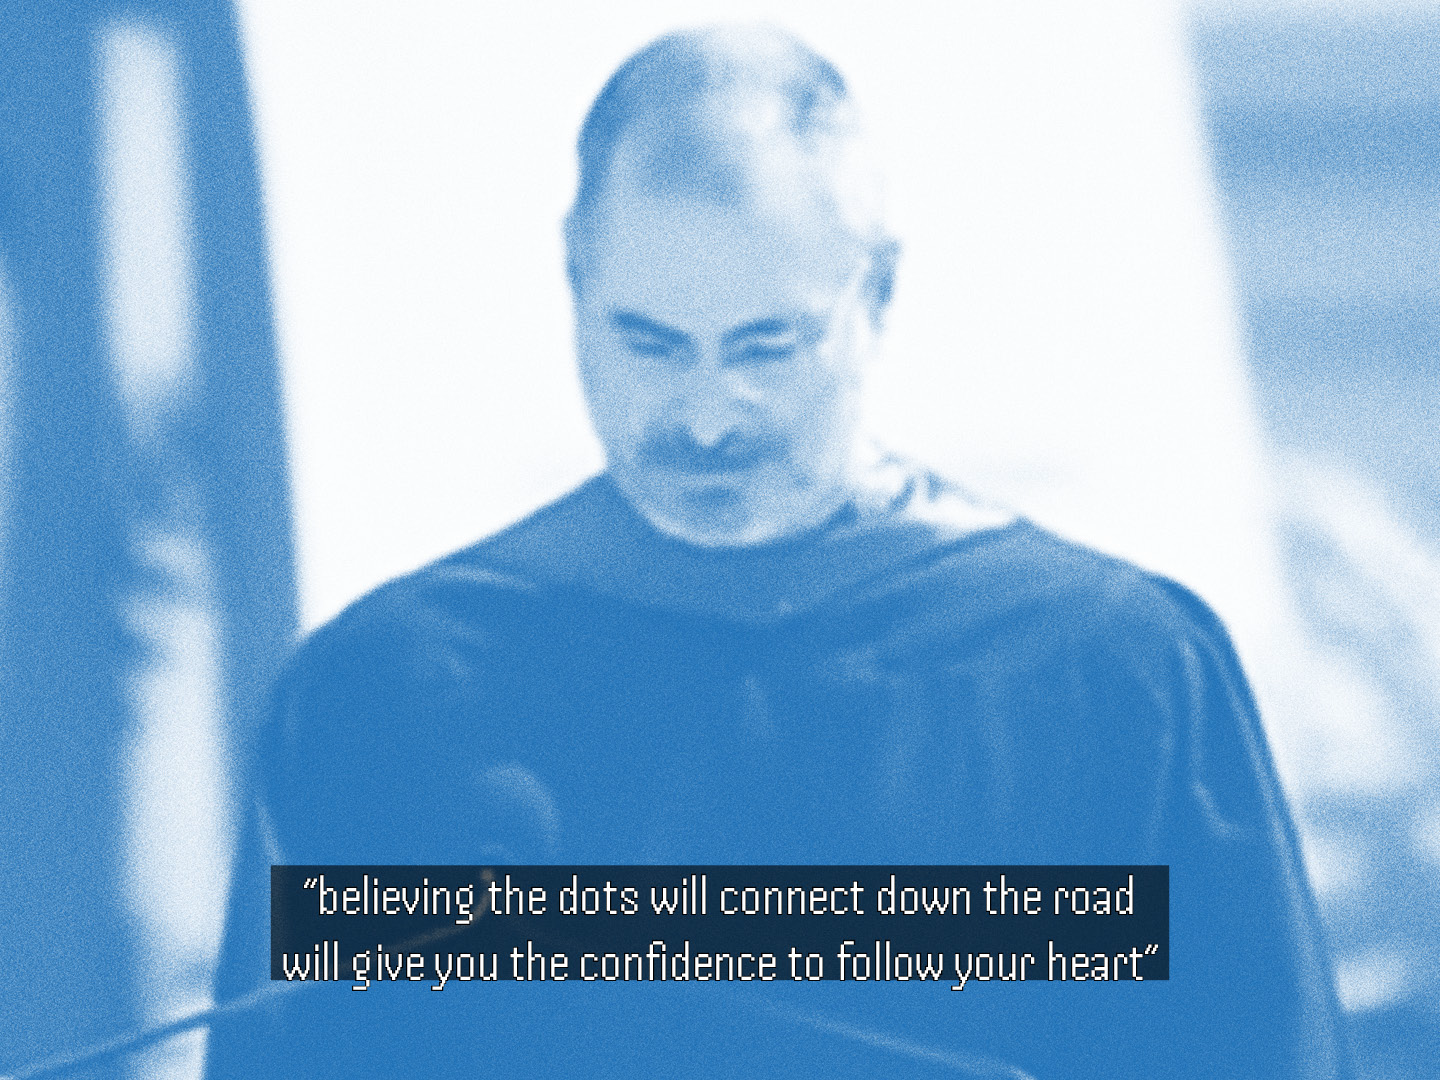 “believing the dots will connect down the road
will give you the confidence to follow your heart“